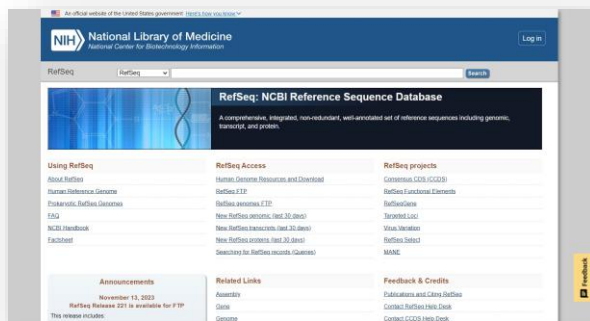 An official website of the United States government Here's how you know
NIH National Library of Medicine
National Center for Biotechnology Information
Log in
RefSeq RefSeq Search
RefSeq: NCBI Reference Sequence Database
A comprehensive, integrated, non-redundant, well-annotated set of reference sequences including genomic,
transcript, and protein.
Using RefSeq
About RefSeq
Human Reference Genome
Prokaryotic RefSeq Genomes
FAQ
NCBI Handbook
Factsheet
RefSeq Access
Human Genome Resources and Download
RefSeq FTP
RefSeq genomes FTP
New RefSeq genomic (last 30 days)
New RefSeq transcripts (last 30 days)
New RefSeq proteins (last 30 days)
Searching for RefSeq records (Queries)
RefSeq projects
Consensus CDS (CCDS)
RefSeq Functional Elements
RefSeqGene
Targeted Loci
Virus Variation
RefSeq Select
MANE
Announcements
November 13, 2023
RefSeq Release 221 is available for FTP
This release includes:
Related Links
Assembly
Gene
Genome
Feedback & Credits
Publications and Citing RefSeq
Contact RefSeq Help Desk
Contact CCDS Help Desk
Feedback